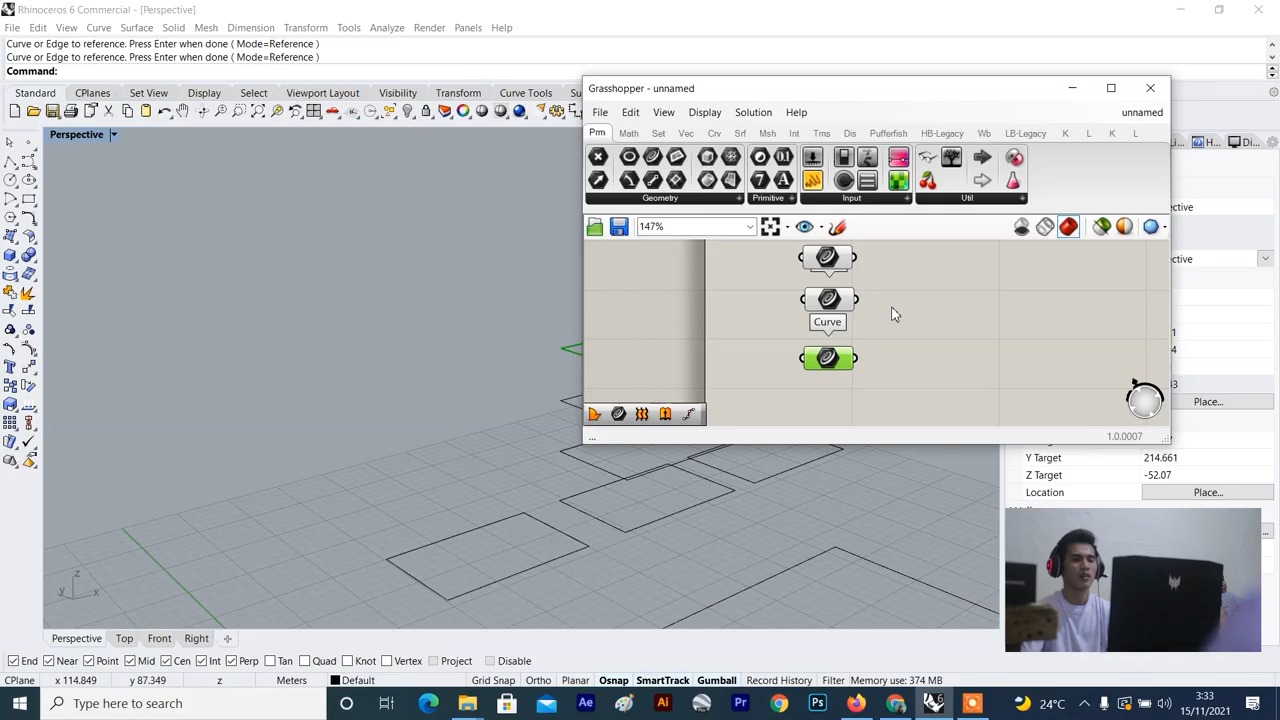 Rhinoceros 6 Commercial - [Perspective]
File Edit View Curve Surface Solid Mesh Dimension Transform Tools Analyze Render Panels Help
Curve or Edge to reference. Press Enter when done ( Mode=Reference )
Curve or Edge to reference. Press Enter when done ( Mode=Reference )
Command:
Standard CPlanes Set View Display Select Viewport Layout Visibility Transform Curve Tools
Perspective
Grasshopper - unnamed
File Edit View Display Solution Help unnamed
Prm Math Set Vec Crv Srf Msh Int Trns Dis Pufferfish HB-Legacy Wb LB-Legacy K L K L
Geometry Primitive Input Util
147%
Curve
... 1.0.0007
Place...
Y Target 214.661
Z Target -52.07
Location Place...
z
y x
Perspective Top Front Right
End Near Point Mid Cen Int Perp Tan Quad Knot Vertex Project Disable
CPlane x 114.849 y 87.349 z Meters Default Grid Snap Ortho Planar Osnap SmartTrack Gumball Record History Filter Memory use: 374 MB
Type here to search
24°C
3:33
15/11/2021